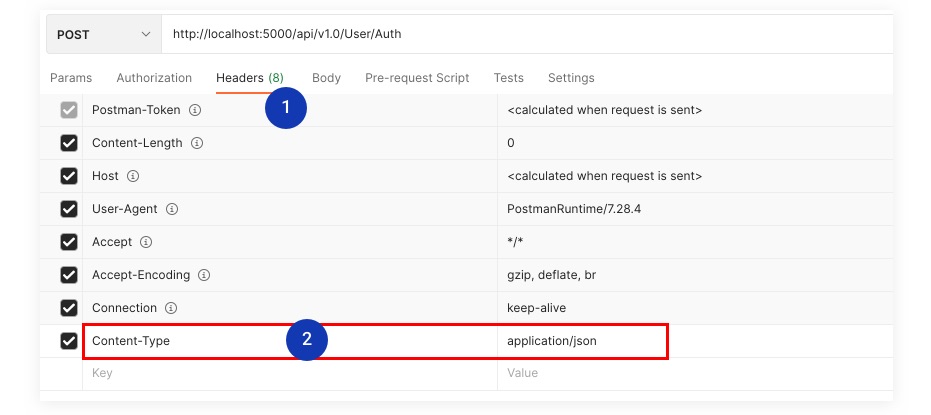 POST http://localhost:5000/api/v1.0/User/Auth
Params Authorization Headers (8) Body Pre-request Script Tests Settings
1
Postman-Token <calculated when request is sent>
Content-Length 0
Host <calculated when request is sent>
User-Agent PostmanRuntime/7.28.4
Accept */*
Accept-Encoding gzip, deflate, br
Connection keep-alive
Content-Type 2 application/json
Key Value